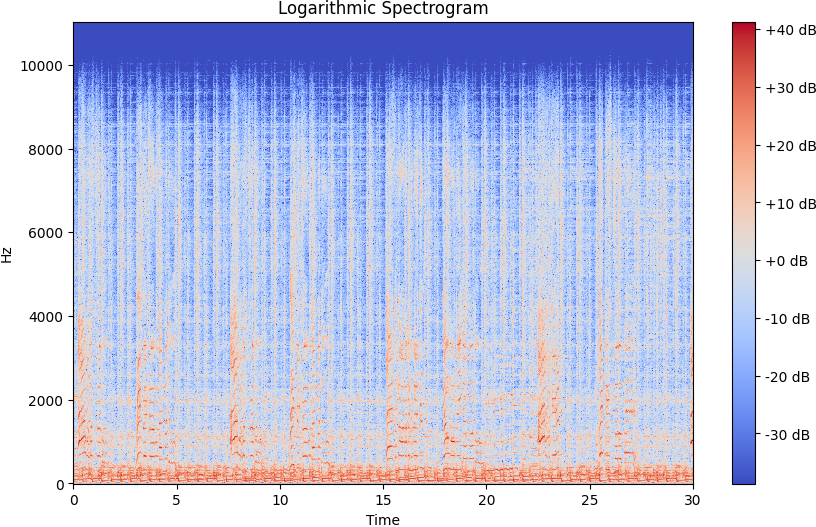 Logarithmic Spectrogram
Hz
10000
8000
6000
4000
2000
0
0 5 10 15 20 25 30
Time
+40 dB
+30 dB
+20 dB
+10 dB
+0 dB
-10 dB
-20 dB
-30 dB